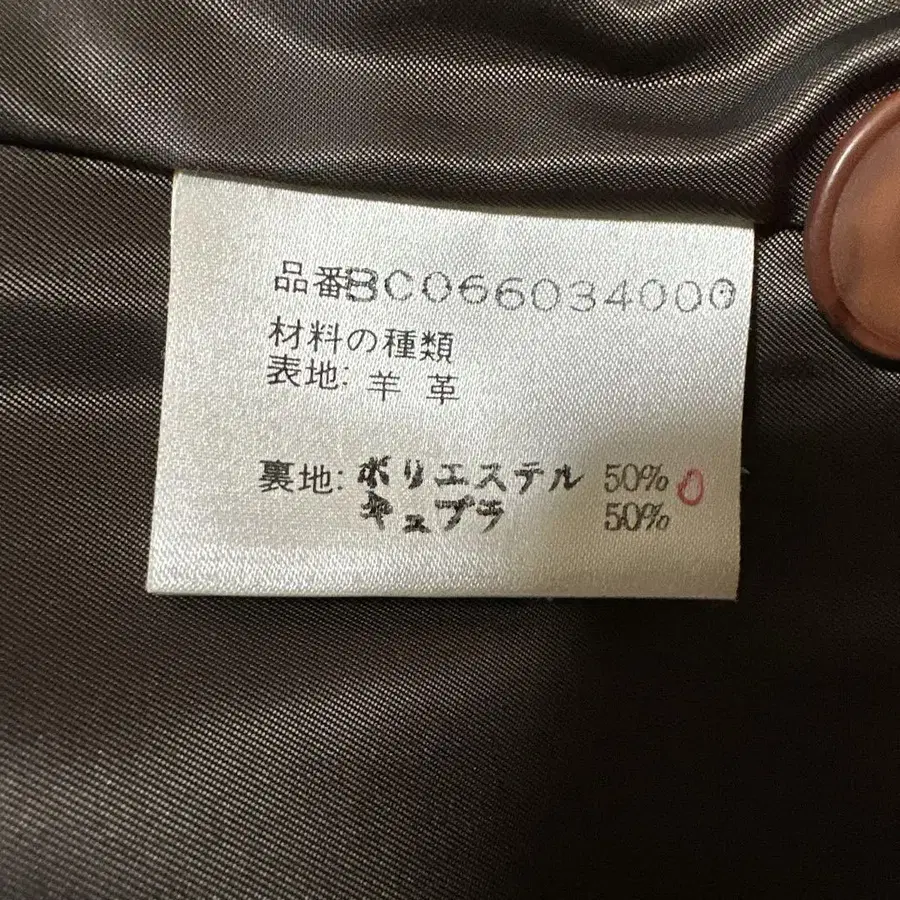 品番BC066034000
材料の種類
表地:羊革
裏地:ポリエステル 50%
キュプラ 50%